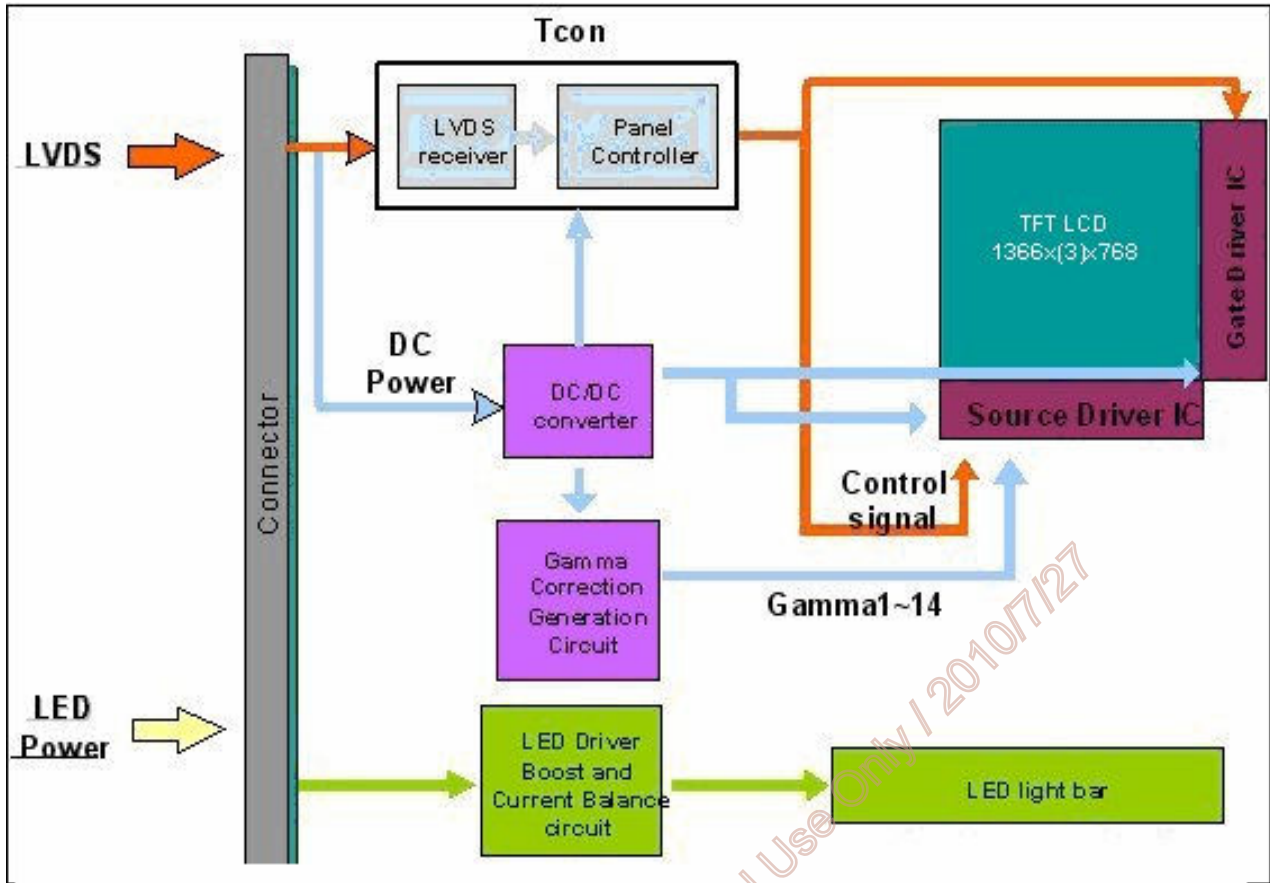 Tcon
LVDS
LVDS
receiver
Panel
Controller
TFT LCD
1366x(3)x768
Gate Driver IC
DC
Power
DC/DC
converter
Source Driver IC
Connector
Control
signal
Gamma
Correction
Generation
Circuit
Gamma1~14
LED
Power
LED Driver
Boost and
Current Balance
circuit
LED light bar
Use Only / 2010/7/27